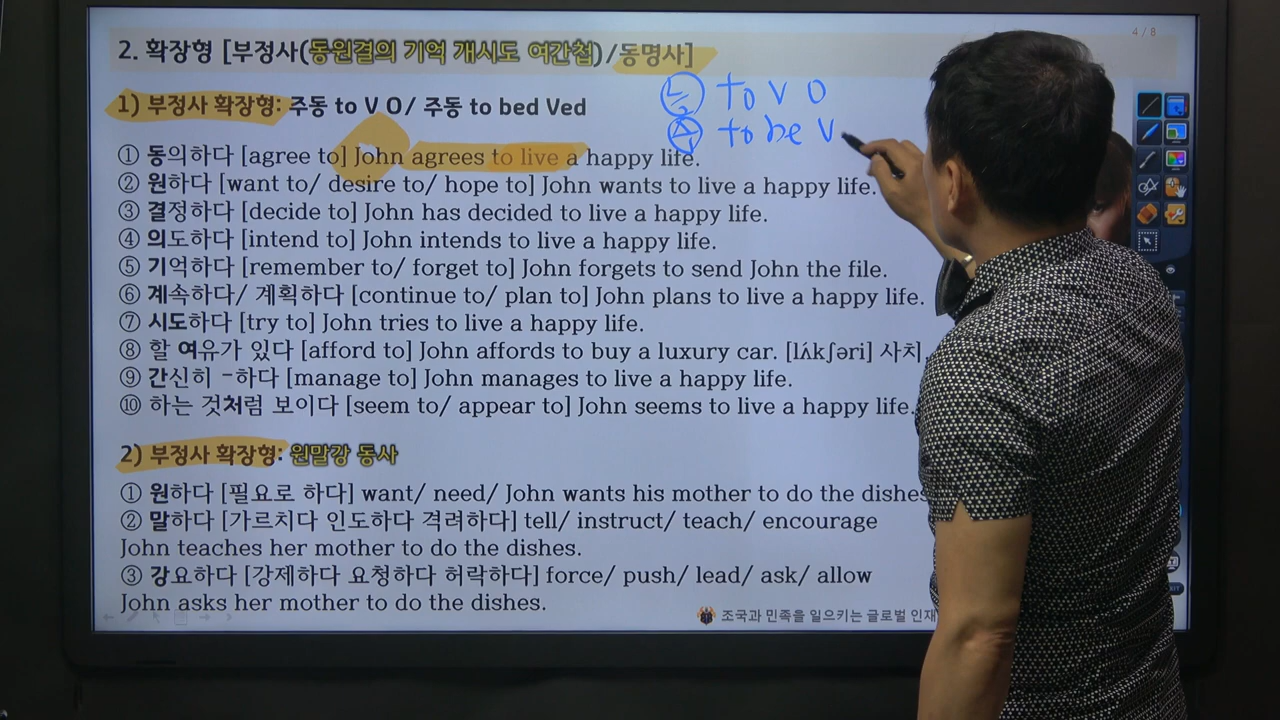 4 / 8
2. 확장형 [부정사(동원결의 기억 개시도 여간첩)/동명사]
1) 부정사 확장형: 주동 to V O/ 주동 to bed Ved
to V O
to be V
① 동의하다 [agree to] John agrees to live a happy life.
② 원하다 [want to/ desire to/ hope to] John wants to live a happy life.
③ 결정하다 [decide to] John has decided to live a happy life.
④ 의도하다 [intend to] John intends to live a happy life.
⑤ 기억하다 [remember to/ forget to] John forgets to send John the file.
⑥ 계속하다/ 계획하다 [continue to/ plan to] John plans to live a happy life.
⑦ 시도하다 [try to] John tries to live a happy life.
⑧ 할 여유가 있다 [afford to] John affords to buy a luxury car. [lʌ́kʃəri] 사치
⑨ 간신히 -하다 [manage to] John manages to live a happy life.
⑩ 하는 것처럼 보이다 [seem to/ appear to] John seems to live a happy life.
2) 부정사 확장형: 원말강 동사
① 원하다 [필요로 하다] want/ need/ John wants his mother to do the dishes
② 말하다 [가르치다 인도하다 격려하다] tell/ instruct/ teach/ encourage
John teaches her mother to do the dishes.
③ 강요하다 [강제하다 요청하다 허락하다] force/ push/ lead/ ask/ allow
John asks her mother to do the dishes.
조국과 민족을 일으키는 글로벌 인재